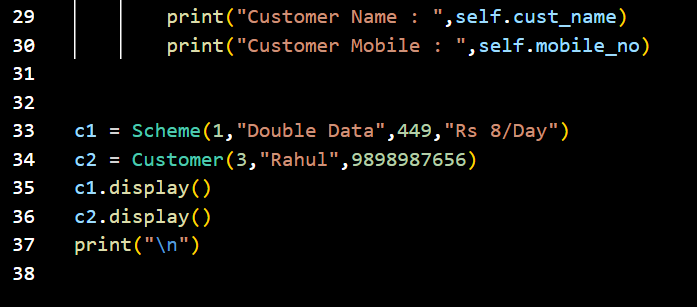 29 print("Customer Name : ",self.cust_name)
30 print("Customer Mobile : ",self.mobile_no)
31
32
33 c1 = Scheme(1,"Double Data",449,"Rs 8/Day")
34 c2 = Customer(3,"Rahul",9898987656)
35 c1.display()
36 c2.display()
37 print("\n")
38